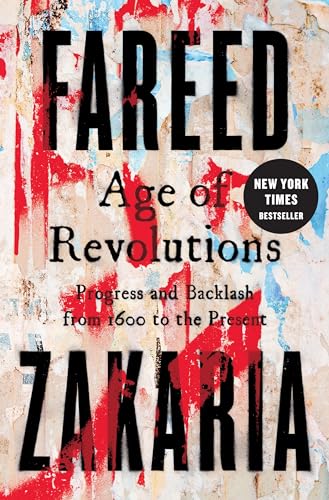 FAREED
Age of
Revolutions
NEW YORK
TIMES
BESTSELLER
Progress and Backlash
from 1600 to the Present
ZAKARIA